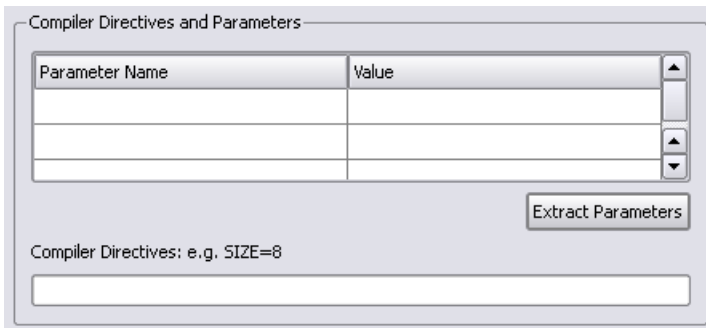 Compiler Directives and Parameters
Parameter Name Value
Extract Parameters
Compiler Directives: e.g. SIZE=8